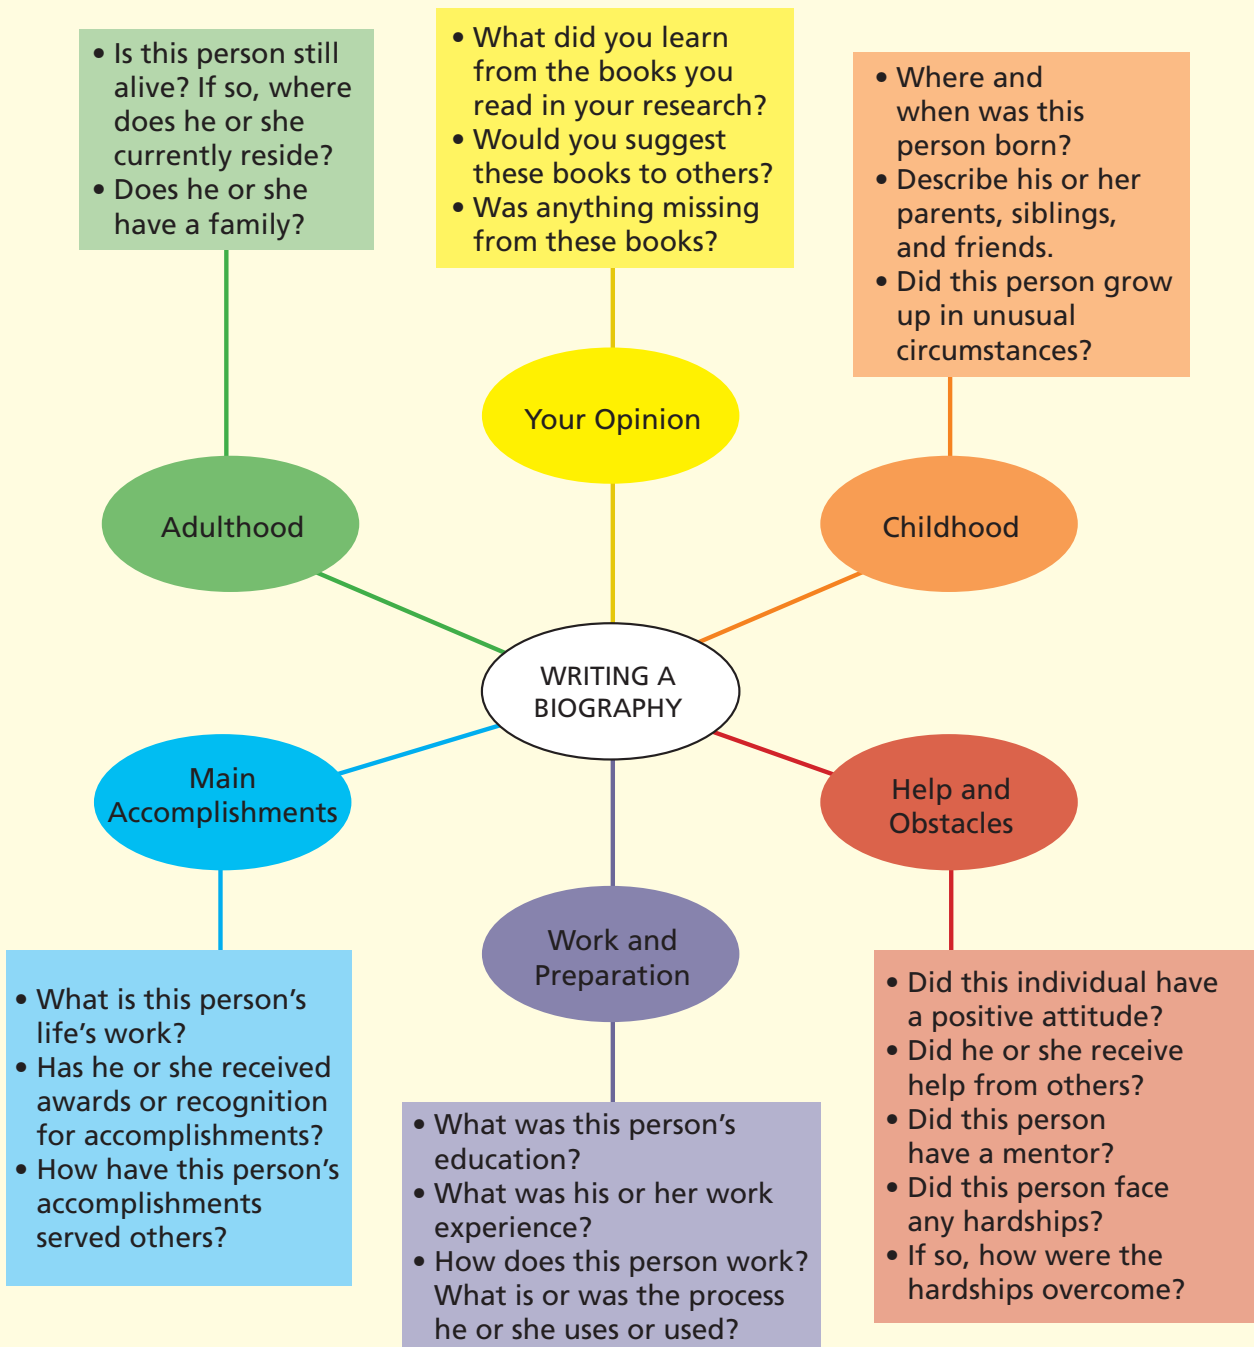 • Is this person still
alive? If so, where
does he or she
currently reside?
• Does he or she
have a family?
• What did you learn
from the books you
read in your research?
• Would you suggest
these books to others?
• Was anything missing
from these books?
• Where and
when was this
person born?
• Describe his or her
parents, siblings,
and friends.
• Did this person grow
up in unusual
circumstances?
Your Opinion
Adulthood
Childhood
WRITING A
BIOGRAPHY
Main
Accomplishments
Help and
Obstacles
Work and
Preparation
• What is this person's
life's work?
• Has he or she received
awards or recognition
for accomplishments?
• How have this person's
accomplishments
served others?
• What was this person's
education?
• What was his or her work
experience?
• How does this person work?
What is or was the process
he or she uses or used?
• Did this individual have
a positive attitude?
• Did he or she receive
help from others?
• Did this person
have a mentor?
• Did this person face
any hardships?
• If so, how were the
hardships overcome?